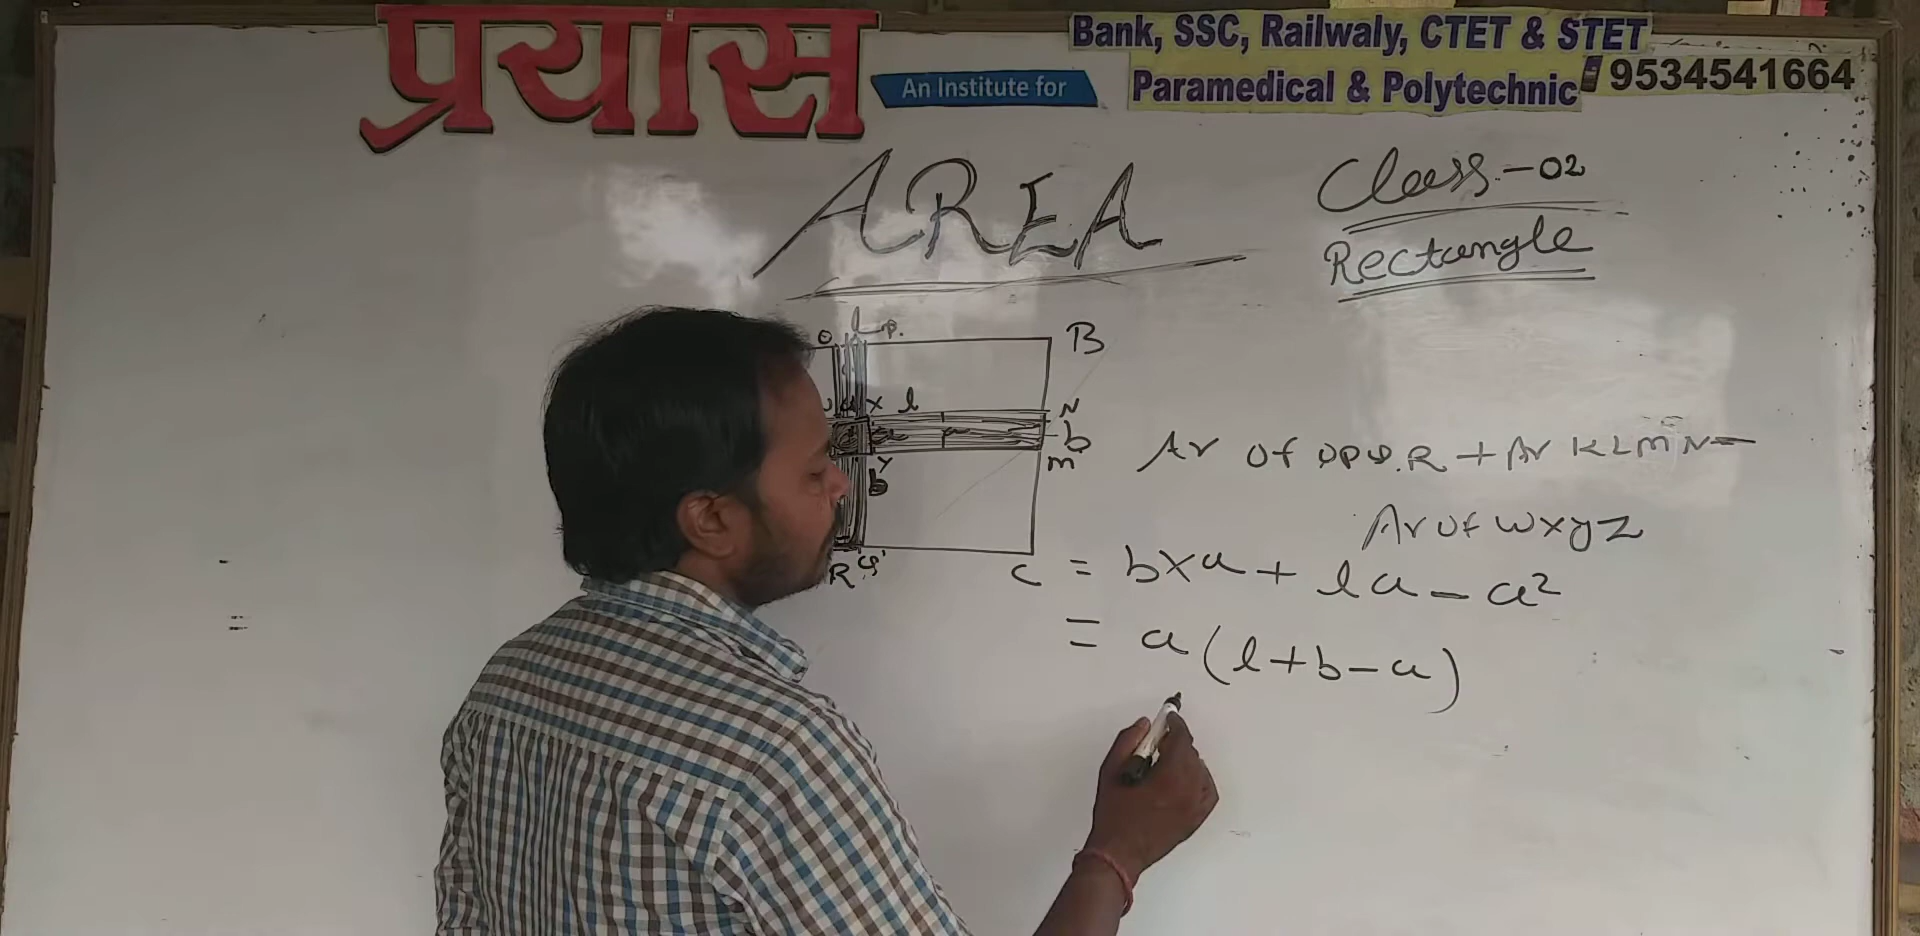 प्रयास
An Institute for
Bank, SSC, Railwaly, CTET & STET
Paramedical & Polytechnic 9534541664
AREA
Class-02
Rectangle
l
O P. B
X l N
b
Y M
b
R Q C
Ar of OPQ.R + Ar KLMN -
Ar of WXYZ
= b×a + la - a²
= a(l+b-a)